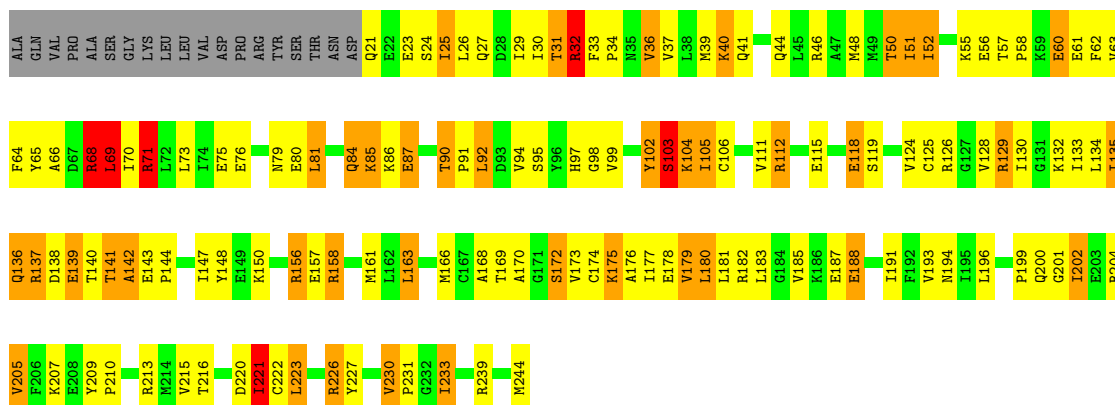 ALA GLN VAL PRO ALA SER GLY LYS LEU LEU VAL ASP PRO ARG TYR SER THR ASN ASP Q21 E22 E23 S24 I25 L26 Q27 D28 I29 I30 T31 R32 F33 P34 N35 V36 V37 L38 M39 K40 Q41 Q44 L45 R46 A47 M48 M49 T50 I51 I52 K55 E56 T57 P58 K59 E60 E61 F62
F64 Y65 A66 D67 R68 L69 I70 R71 L72 L73 I74 E75 E76 N79 E80 L81 Q84 K85 K86 E87 T90 P91 L92 D93 V94 S95 Y96 H97 G98 V99 Y102 S103 K104 I105 C106 V111 R112 E115 E118 S119 V124 C125 R126 G127 V128 R129 I130 G131 K132 I133 L134
Q136 R137 D138 E139 T140 T141 A142 E143 P144 I147 Y148 E149 K150 R156 E157 R158 M161 L162 L163 M166 C167 A168 T169 A170 G171 S172 V173 C174 K175 A176 I177 E178 V179 L180 L181 R182 L183 G184 V185 K186 E187 E188 I191 F192 V193 N194 I195 L196 P199 Q200 G201 I202 E203
V205 F206 K207 E208 Y209 P210 R213 M214 V215 T216 D220 I221 C222 L223 R226 Y227 V230 P231 G232 I233 R239 M244